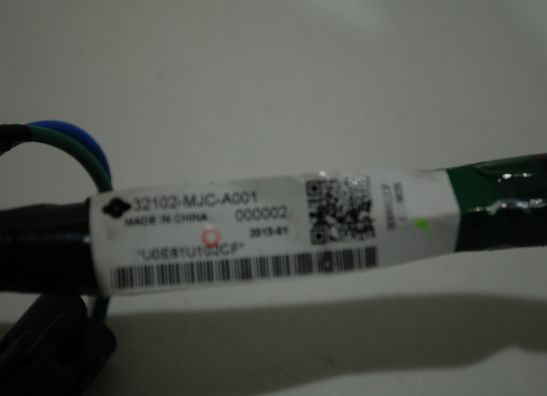 32102-MJC-A001
MADE IN CHINA 000002
2013-01
*U0E61U102CF*